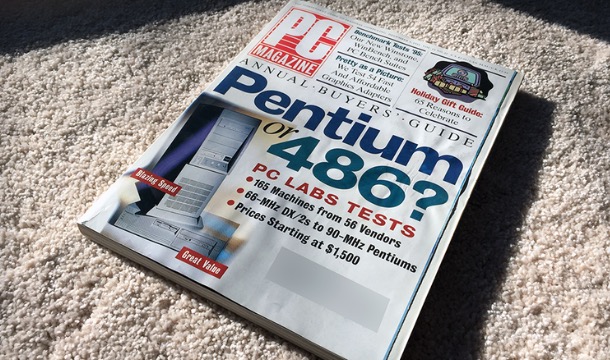 PC
MAGAZINE
Benchmark Tests '95:
Our New Winstone,
WinBench, and
PC Bench Suites
Pretty as a Picture:
We Test 54 Fast
And Affordable
Graphics Adapters
Holiday Gift Guide:
65 Reasons to
Celebrate
ANNUAL · BUYERS' · GUIDE
Pentium
or
486?
PC LABS TESTS
• 165 Machines from 56 Vendors
• 66-MHz DX/2s to 90-MHz Pentiums
• Prices Starting at $1,500
Blazing Speed
Great Value